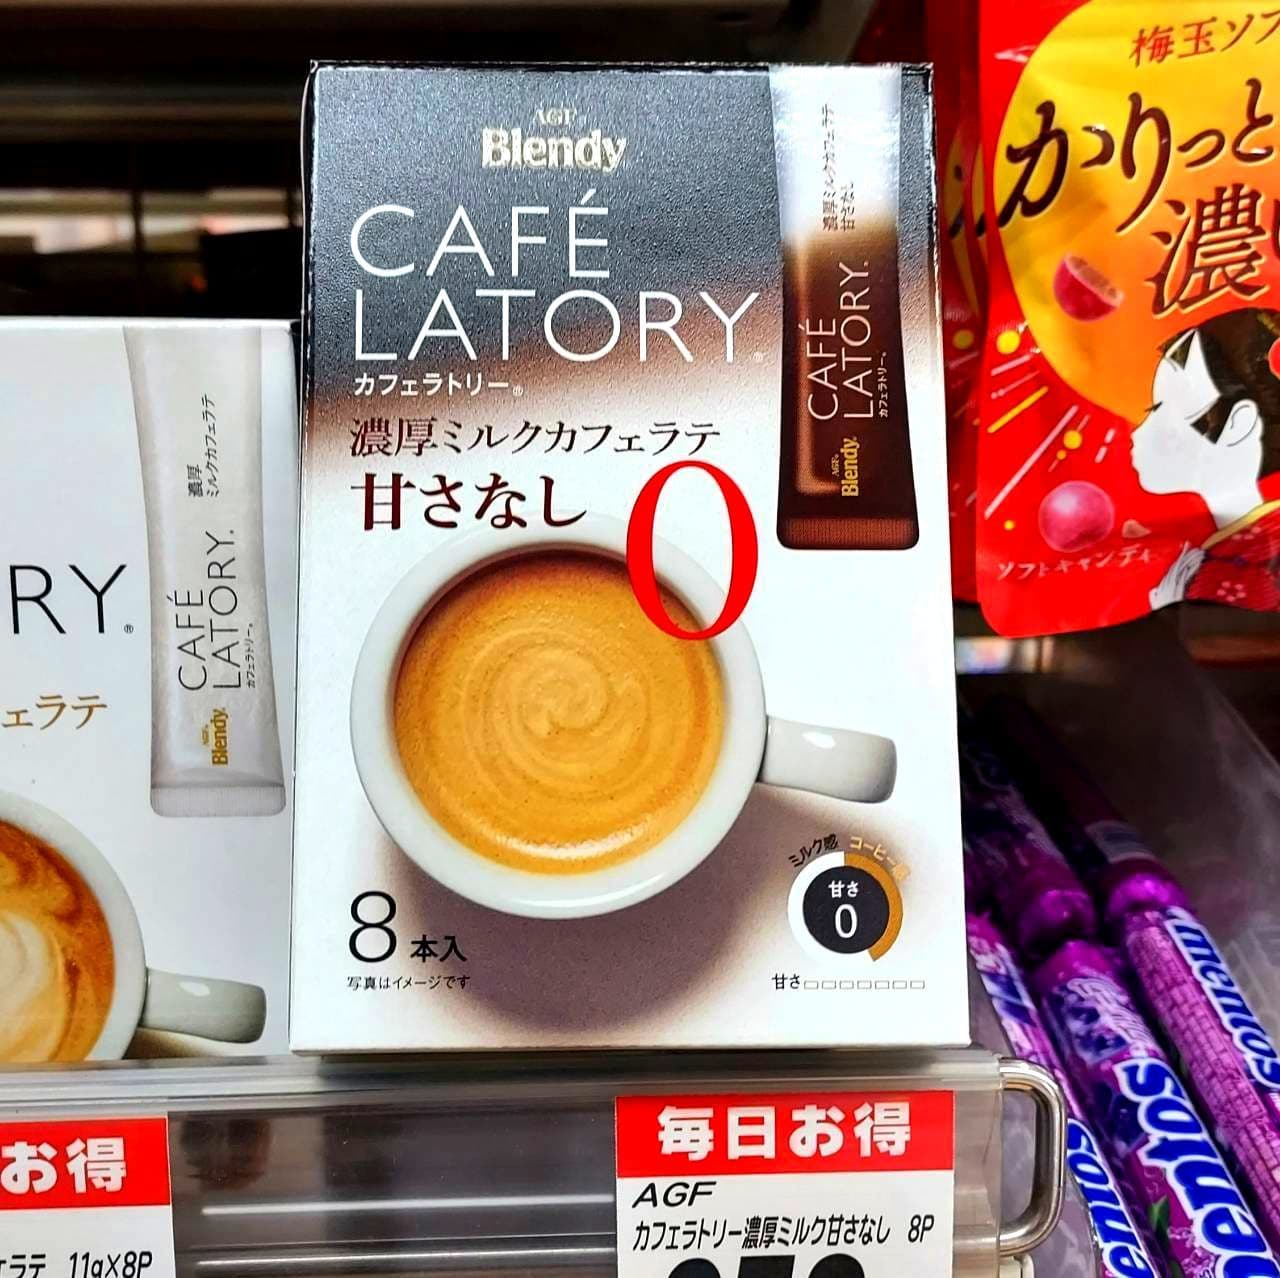 AGF
Blendy
CAFÉ
LATORY®
カフェラトリー®
濃厚ミルクカフェラテ
甘さなし
0
濃厚ミルクカフェラテ
甘さなし
CAFÉ
LATORY.
カフェラトリー®
AGF
Blendy
8本入
写真はイメージです
ミルク感
コーヒー感
甘さ
0
甘さ
RY®
ェラテ
濃厚
ミルクカフェラテ
CAFÉ
LATORY.
カフェラトリー®
AGF
Blendy
梅玉ソフ
かりっと
濃
ソフトキャンディ
mentos
mentos
entos
お得
ェラテ 11g×8P
毎日お得
AGF
カフェラトリー濃厚ミルク甘さなし 8P